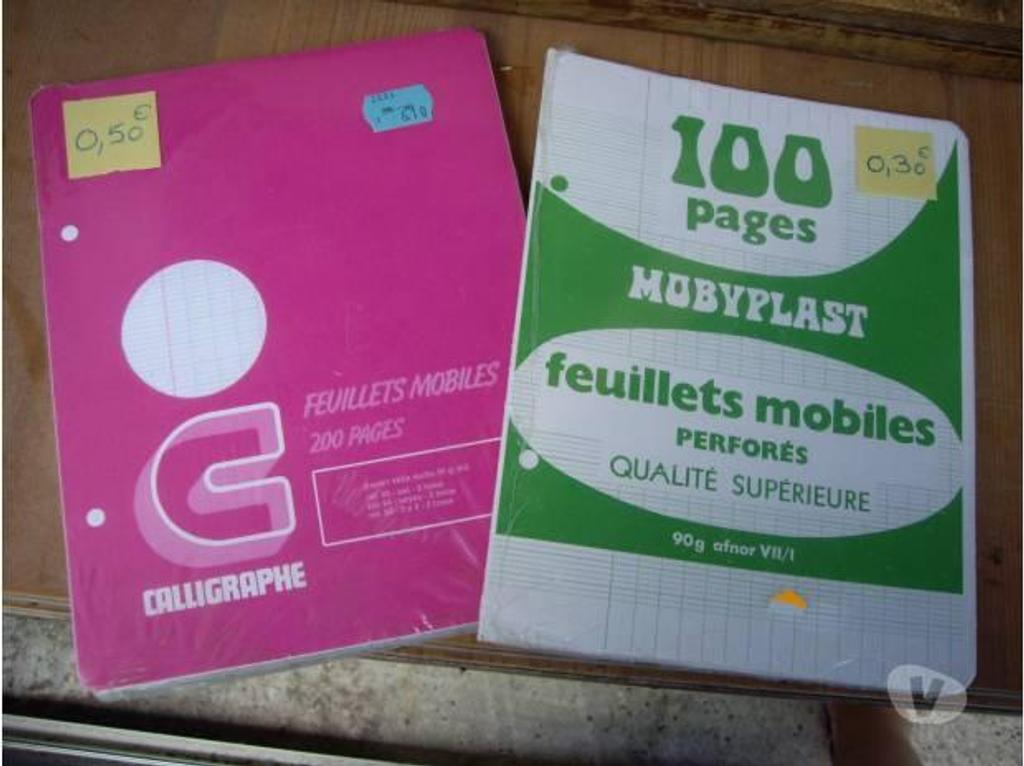 0,50€
FEUILLETS MOBILES
200 PAGES
CALLIGRAPHE
100
pages
0,30€
MOBYPLAST
feuillets mobiles
PERFORÉS
QUALITÉ SUPÉRIEURE
90g afnor VII/I
V